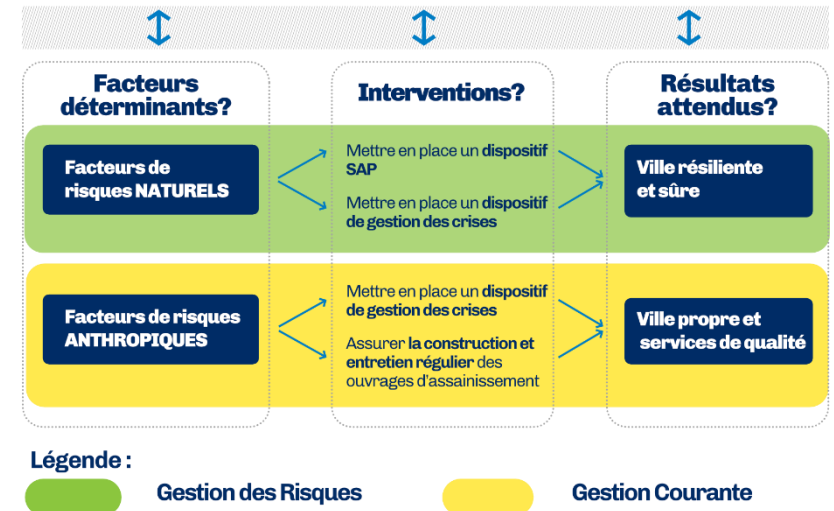 Facteurs
déterminants?
Interventions?
Résultats
attendus?
Facteurs de
risques NATURELS
Mettre en place un dispositif
SAP
Mettre en place un dispositif
de gestion des crises
Ville résiliente
et sûre
Facteurs de risques
ANTHROPIQUES
Mettre en place un dispositif
de gestion des crises
Assurer la construction et
entretien régulier des
ouvrages d'assainissement
Ville propre et
services de qualité
Légende :
Gestion des Risques
Gestion Courante